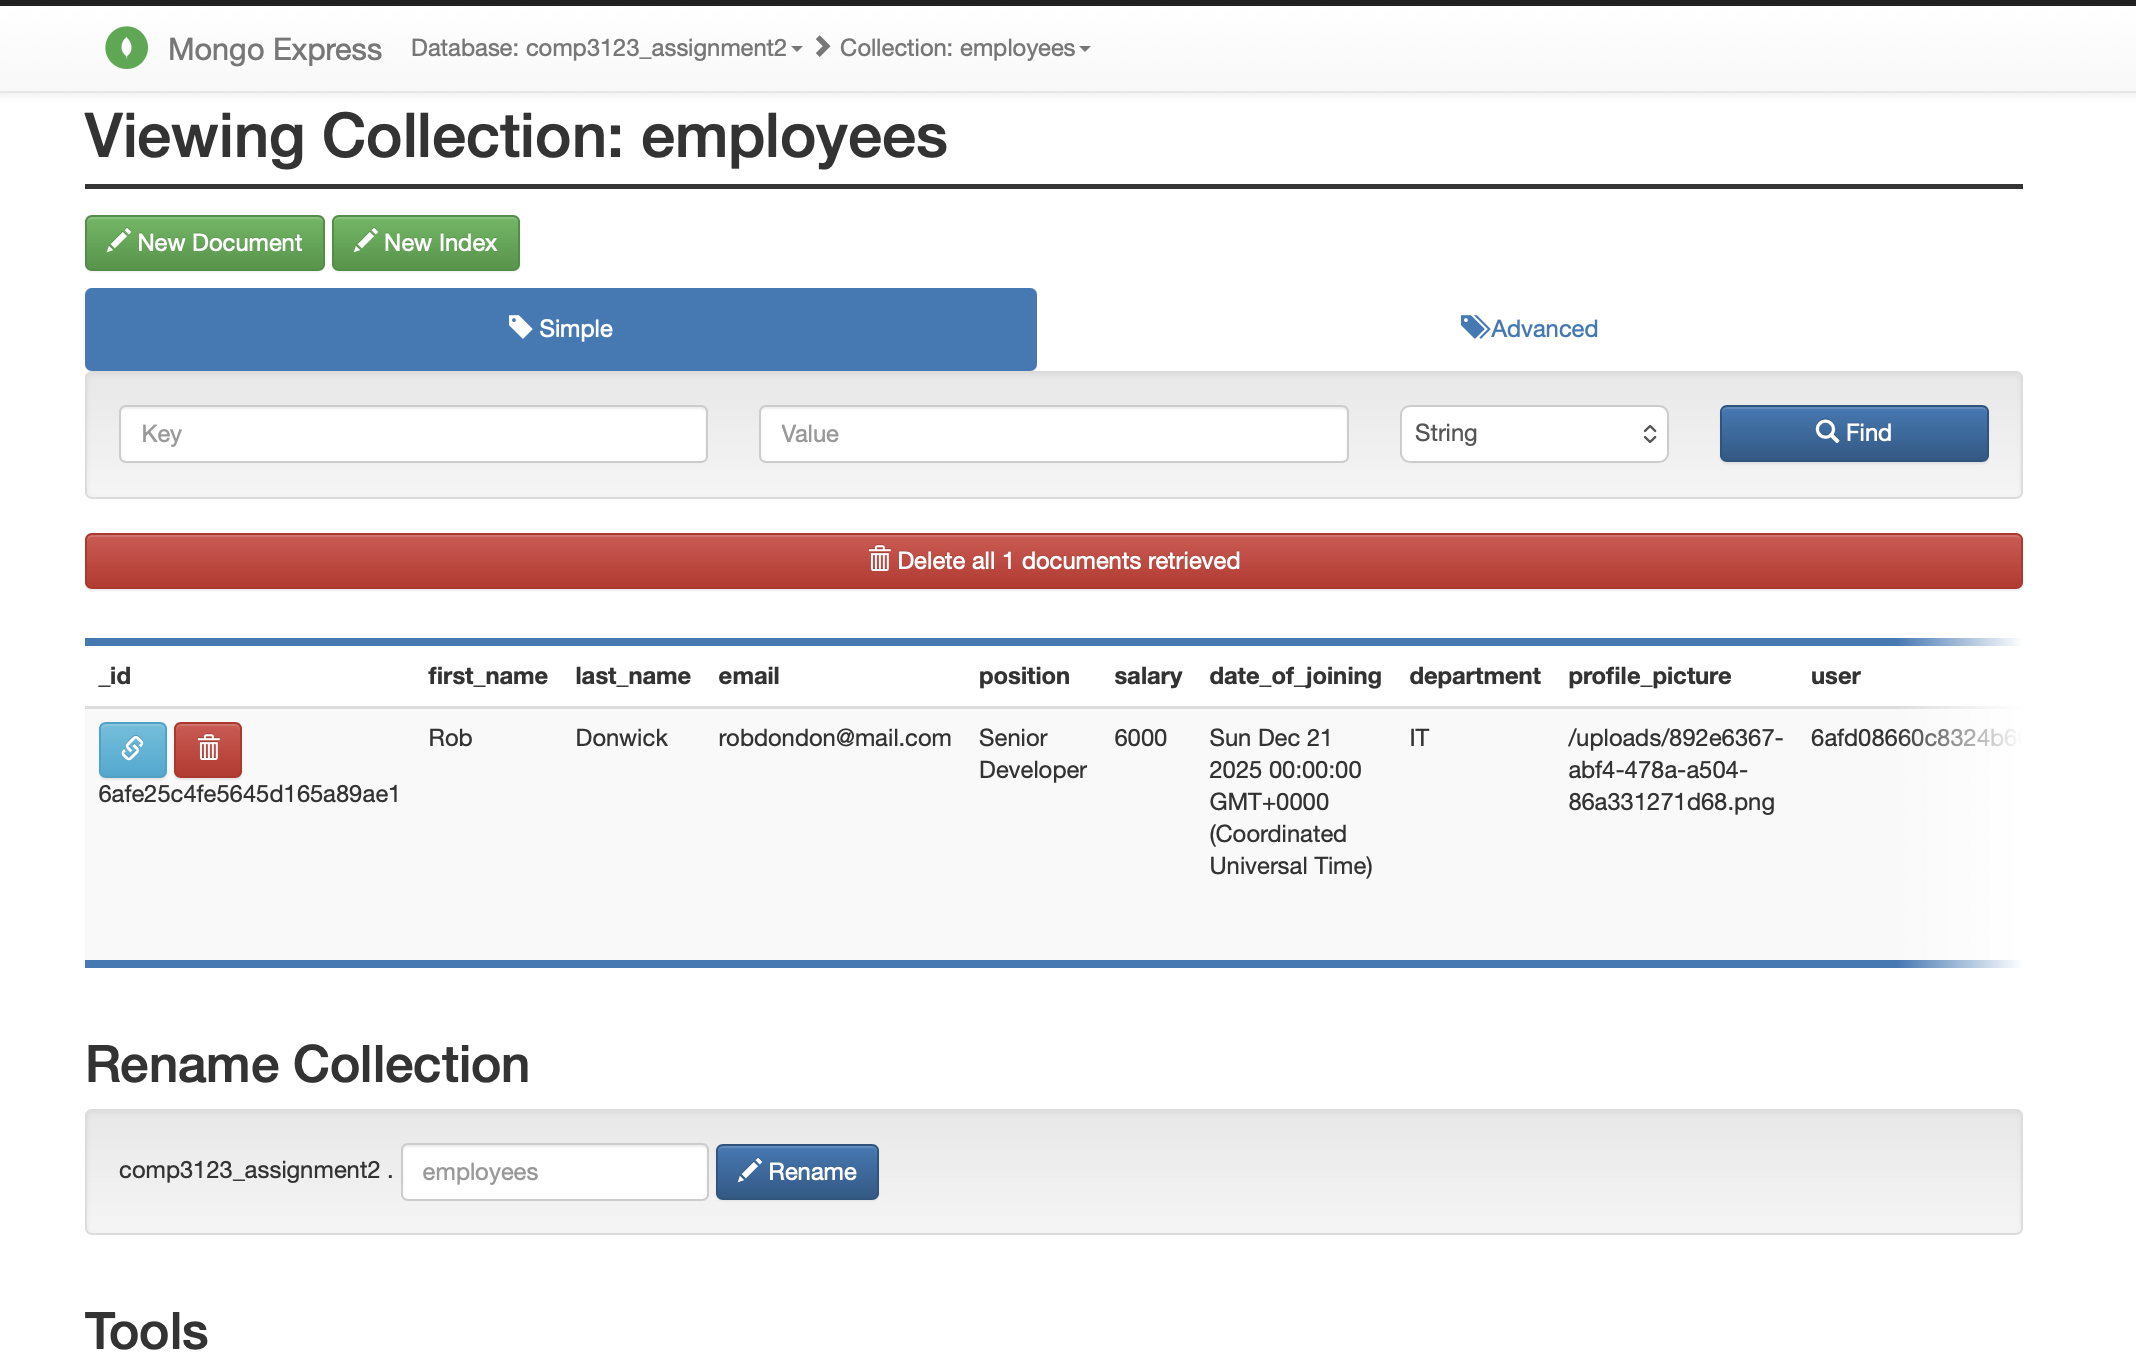 Mongo Express Database: comp3123_assignment2 Collection: employees
Viewing Collection: employees
New Document New Index
Simple Advanced
Key Value String Find
Delete all 1 documents retrieved
_id first_name last_name email position salary date_of_joining department profile_picture user
Rob Donwick robdondon@mail.com Senior 6000 Sun Dec 21 IT /uploads/892e6367- 6afd08660c8324b6
Developer 2025 00:00:00 abf4-478a-a504-
6afe25c4fe5645d165a89ae1 GMT+0000 86a331271d68.png
(Coordinated
Universal Time)
Rename Collection
comp3123_assignment2 . employees Rename
Tools